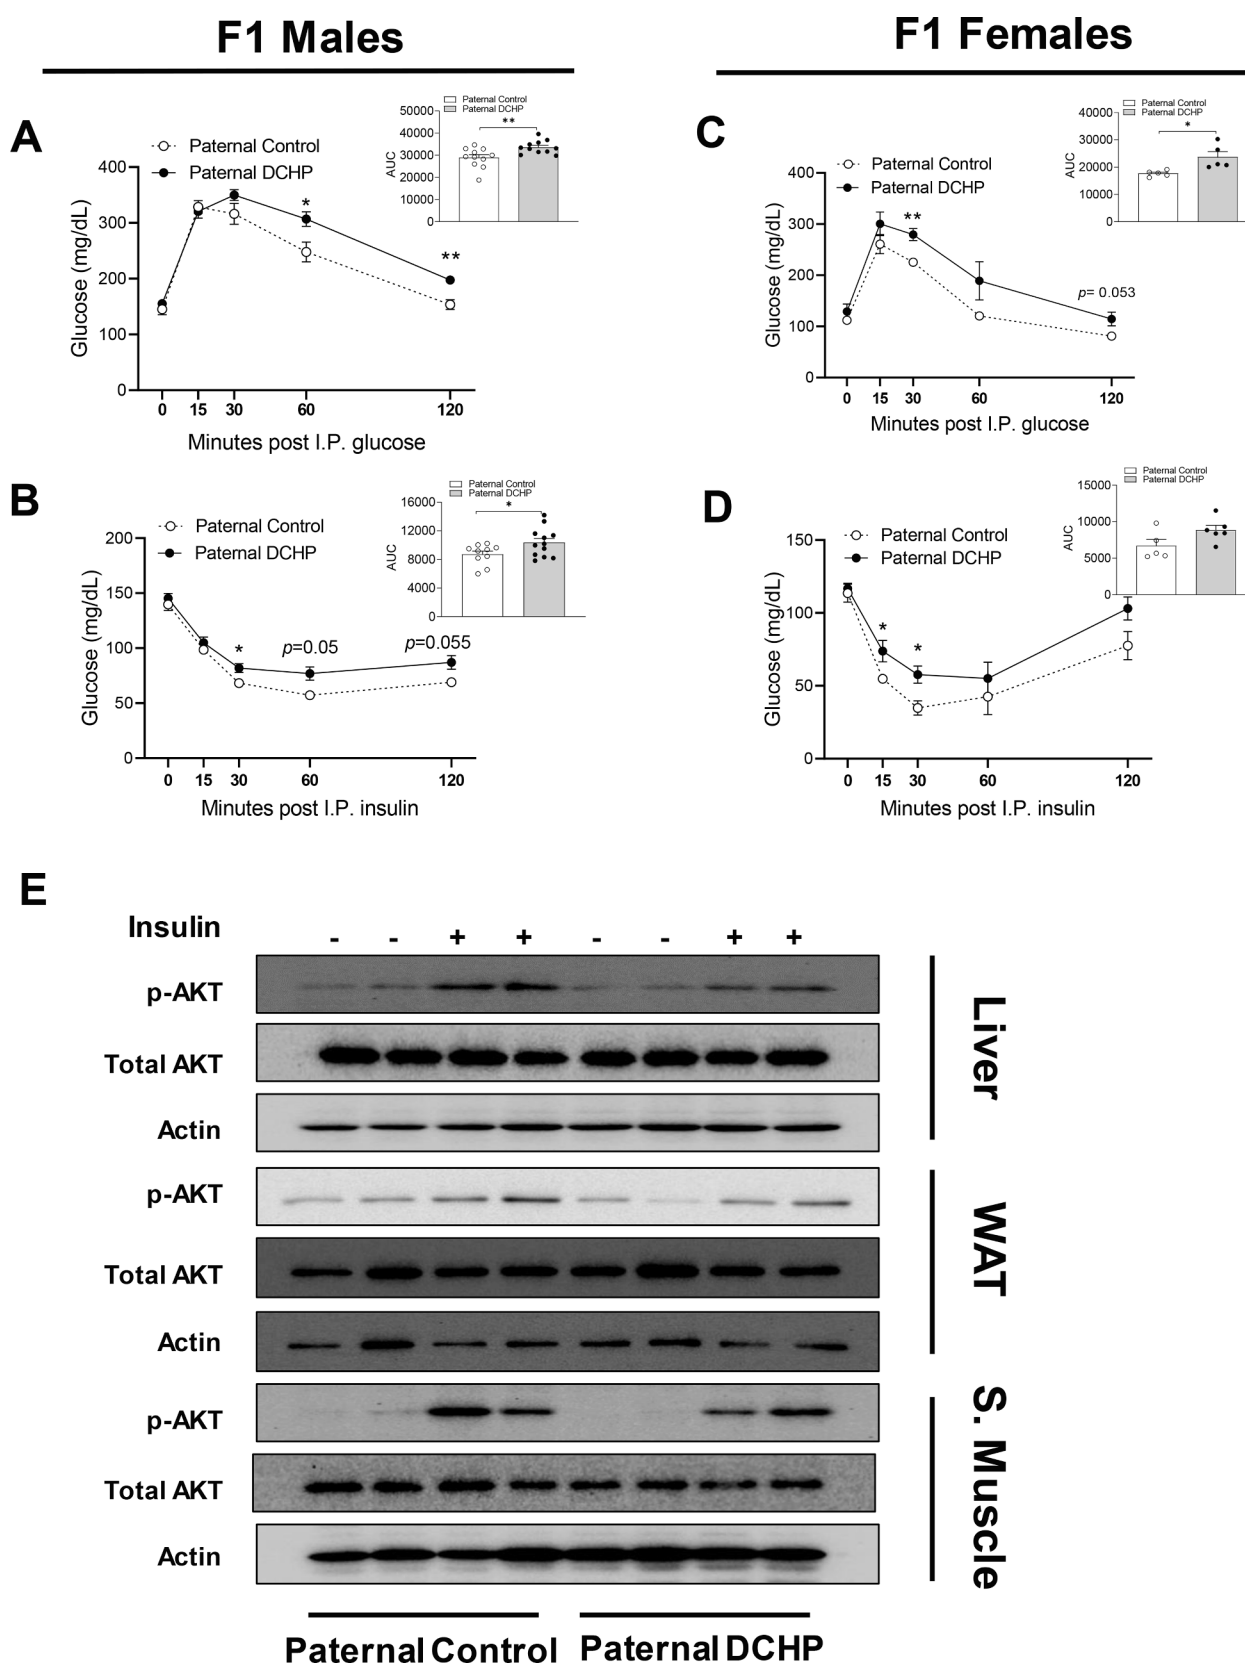 F1 Males
F1 Females
A
Paternal Control
Paternal DCHP
400
300
200
100
0
Glucose (mg/dL)
*
**
0 15 30 60 120
Minutes post I.P. glucose
Paternal Control
Paternal DCHP
50000
40000
30000
20000
10000
0
AUC
**
C
Paternal Control
Paternal DCHP
400
300
200
100
0
Glucose (mg/dL)
**
p= 0.053
0 15 30 60 120
Minutes post I.P. glucose
Paternal Control
Paternal DCHP
40000
30000
20000
10000
0
AUC
*
B
Paternal Control
Paternal DCHP
200
150
100
50
0
Glucose (mg/dL)
*
p=0.05
p=0.055
0 15 30 60 120
Minutes post I.P. insulin
Paternal Control
Paternal DCHP
16000
12000
8000
4000
0
AUC
*
D
Paternal Control
Paternal DCHP
150
100
50
0
Glucose (mg/dL)
*
*
0 15 30 60 120
Minutes post I.P. insulin
Paternal Control
Paternal DCHP
15000
10000
5000
0
AUC
E
Insulin - - + + - - + +
p-AKT
Total AKT
Actin
Liver
p-AKT
Total AKT
Actin
WAT
p-AKT
Total AKT
Actin
S. Muscle
Paternal Control Paternal DCHP